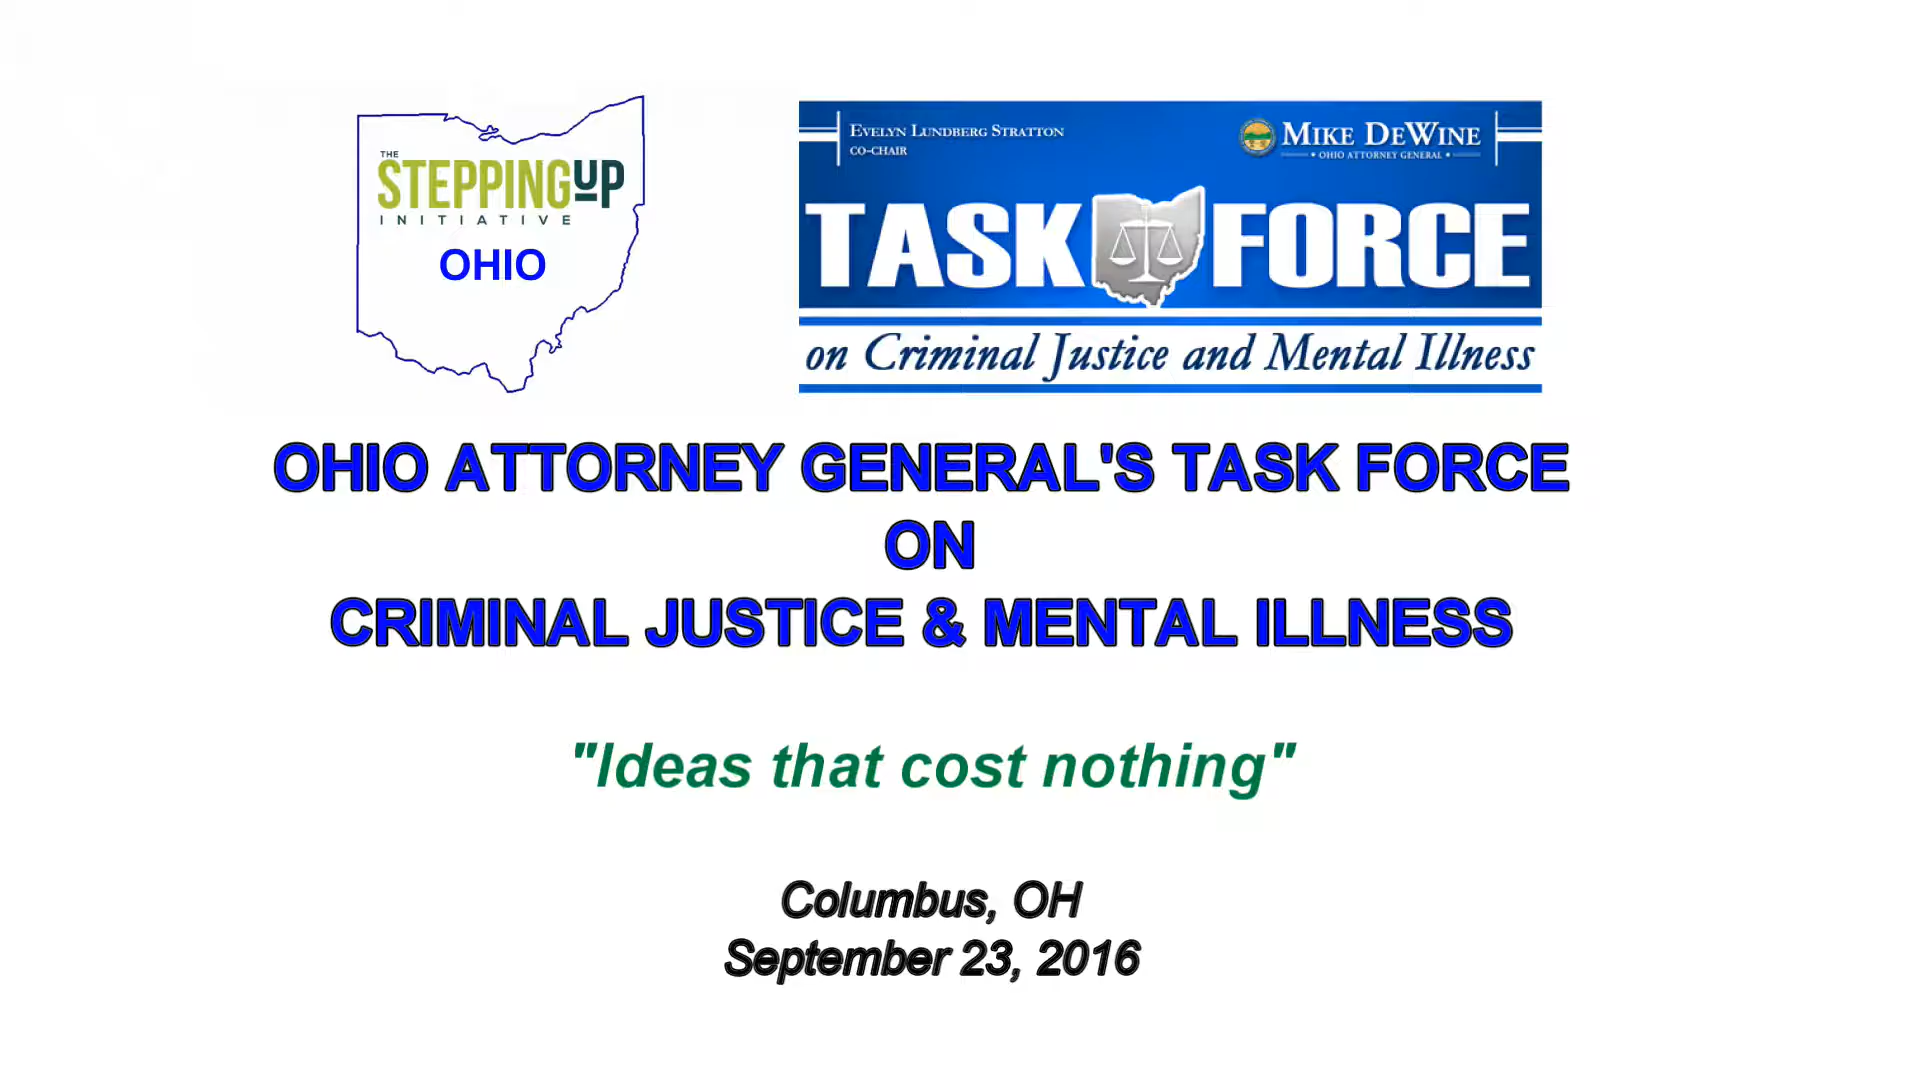 THE
STEPPING UP
INITIATIVE
OHIO
EVELYN LUNDBERG STRATTON
CO-CHAIR
MIKE DEWINE
• OHIO ATTORNEY GENERAL •
TASK FORCE
on Criminal Justice and Mental Illness
OHIO ATTORNEY GENERAL'S TASK FORCE
ON
CRIMINAL JUSTICE & MENTAL ILLNESS
"Ideas that cost nothing"
Columbus, OH
September 23, 2016